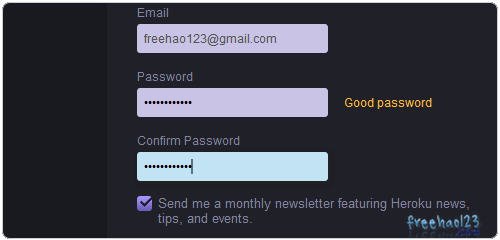 Email
freehao123@gmail.com
Password
•••••••••••• Good password
Confirm Password
••••••••••••
Send me a monthly newsletter featuring Heroku news,
tips, and events.
freehao123